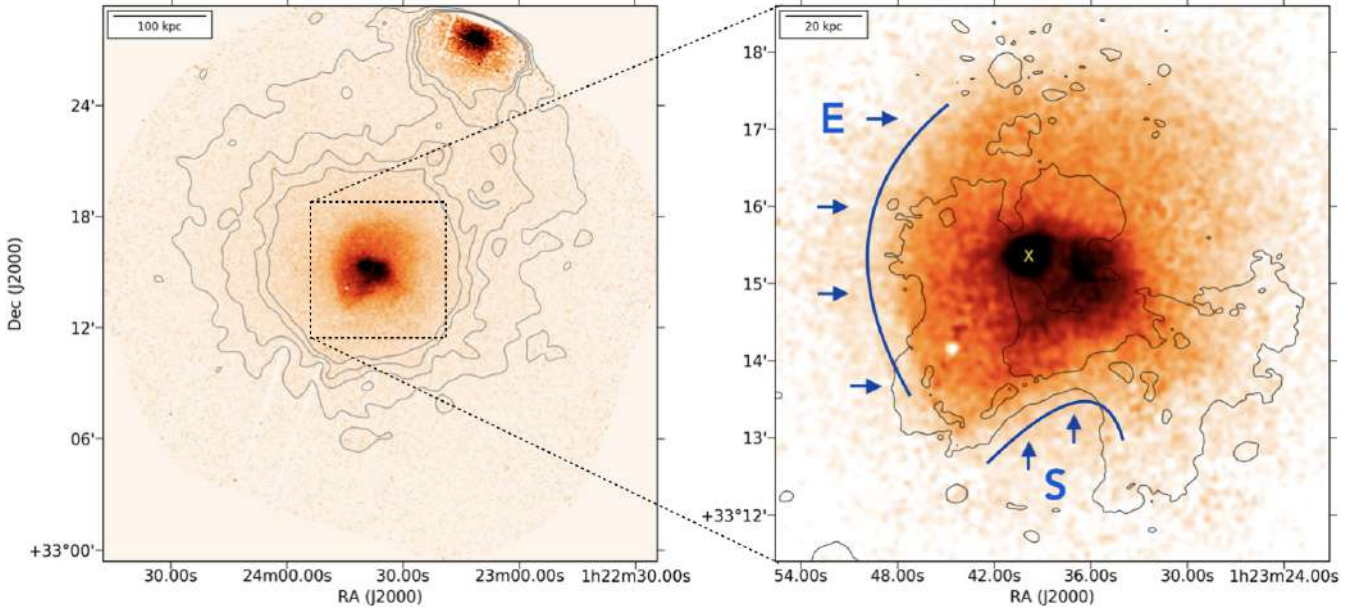 100 kpc
24'
18'
12'
06'
+33°00'
Dec (J2000)
30.00s
24m00.00s
30.00s
23m00.00s
1h22m30.00s
RA (J2000)
20 kpc
18'
17'
16'
15'
14'
13'
+33°12'
E
X
S
54.00s
48.00s
42.00s
36.00s
30.00s
1h23m24.00s
RA (J2000)